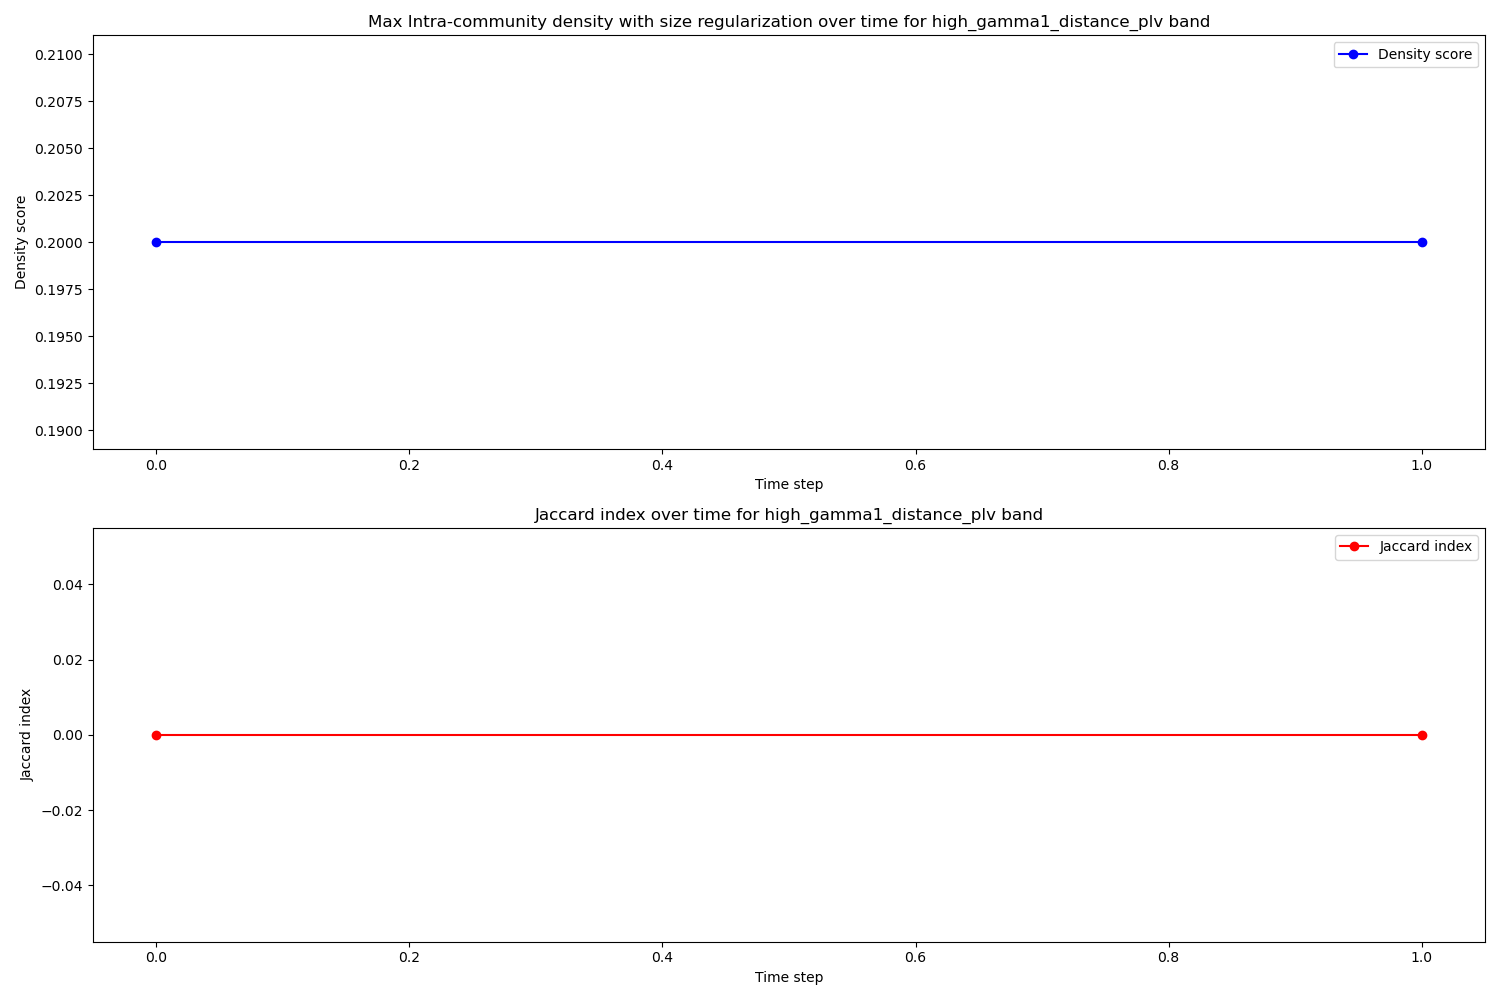 Max Intra-community density with size regularization over time for high_gamma1_distance_plv band
Density score
0.2100
0.2075
0.2050
0.2025
0.2000
0.1975
0.1950
0.1925
0.1900
Density score
0.0 0.2 0.4 0.6 0.8 1.0
Time step
Jaccard index over time for high_gamma1_distance_plv band
Jaccard index
0.04
0.02
0.00
−0.02
−0.04
Jaccard index
0.0 0.2 0.4 0.6 0.8 1.0
Time step